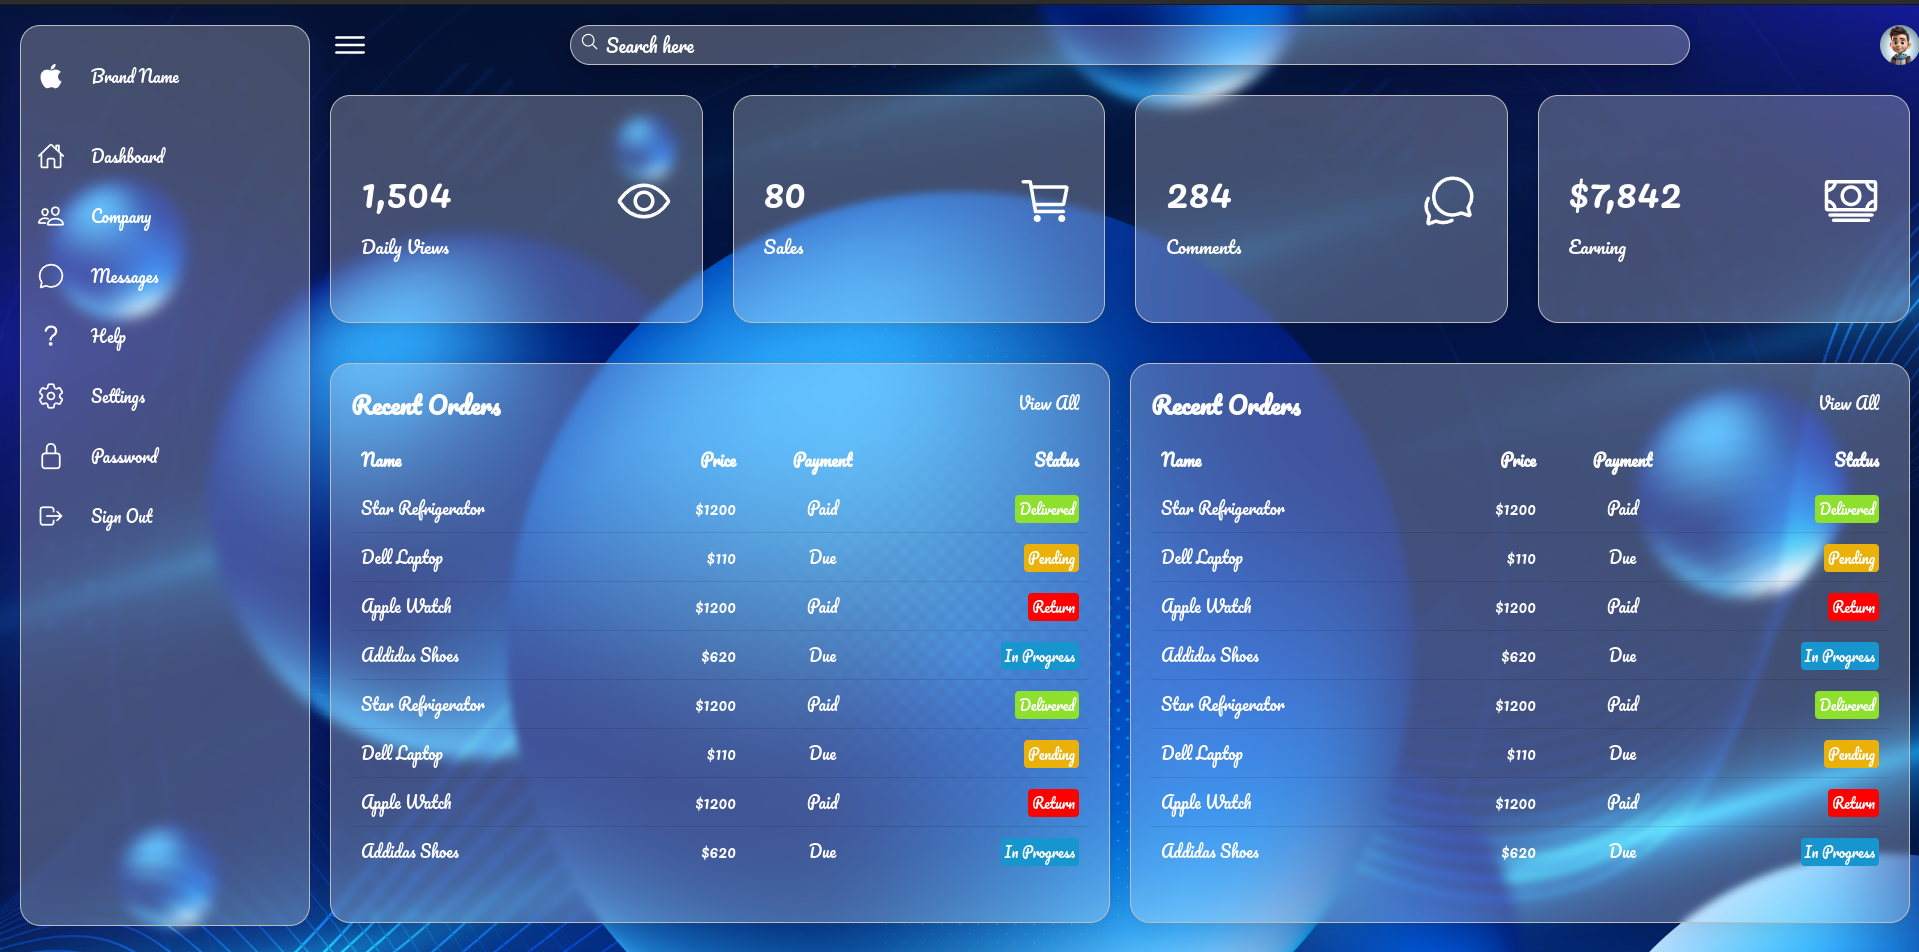 Brand Name
Dashboard
Company
Messages
Help
Settings
Password
Sign Out
Search here
1,504
Daily Views
80
Sales
284
Comments
$7,842
Earning
Recent Orders View All
Name Price Payment Status
Star Refrigerator $1200 Paid Delivered
Dell Laptop $110 Due Pending
Apple Watch $1200 Paid Return
Addidas Shoes $620 Due In Progress
Star Refrigerator $1200 Paid Delivered
Dell Laptop $110 Due Pending
Apple Watch $1200 Paid Return
Addidas Shoes $620 Due In Progress
Recent Orders View All
Name Price Payment Status
Star Refrigerator $1200 Paid Delivered
Dell Laptop $110 Due Pending
Apple Watch $1200 Paid Return
Addidas Shoes $620 Due In Progress
Star Refrigerator $1200 Paid Delivered
Dell Laptop $110 Due Pending
Apple Watch $1200 Paid Return
Addidas Shoes $620 Due In Progress